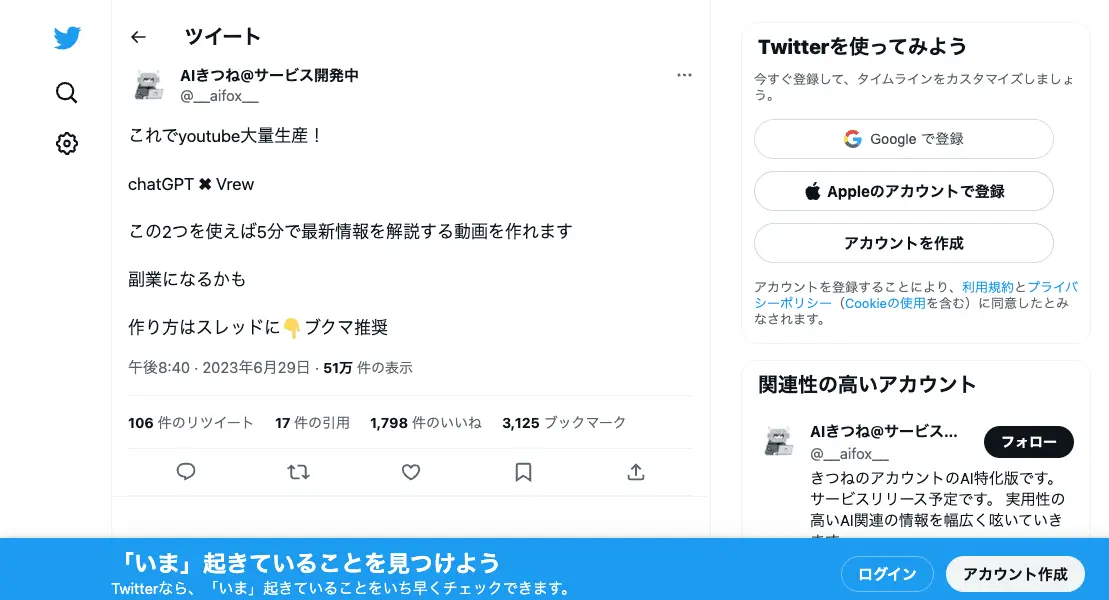 ツイート
AIきつね@サービス開発中
@__aifox__
これでyoutube大量生産！
chatGPT ✖ Vrew
この2つを使えば5分で最新情報を解説する動画を作れます
副業になるかも
作り方はスレッドに👇ブクマ推奨
午後8:40 · 2023年6月29日 · 51万 件の表示
106 件のリツイート 17 件の引用 1,798 件のいいね 3,125 ブックマーク
Twitterを使ってみよう
今すぐ登録して、タイムラインをカスタマイズしましょ
う。
Google で登録
Appleのアカウントで登録
アカウントを作成
アカウントを登録することにより、利用規約とプライバ
シーポリシー（Cookieの使用を含む）に同意したとみ
なされます。
関連性の高いアカウント
AIきつね@サービス...
@__aifox__
フォロー
きつねのアカウントのAI特化版です。
サービスリリース予定です。 実用性の
高いAI関連の情報を幅広く呟いていき
「いま」起きていることを見つけよう
Twitterなら、「いま」起きていることをいち早くチェックできます。
ログイン
アカウント作成